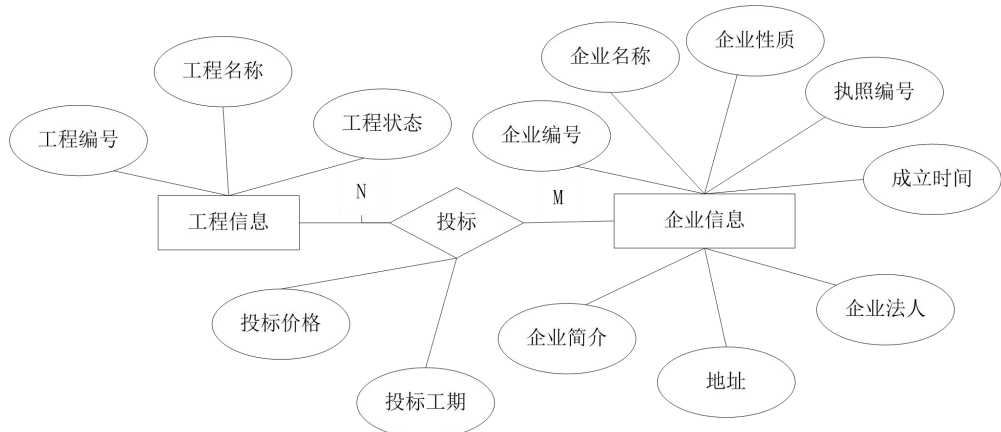 企业性质
企业名称
工程名称
执照编号
工程状态
工程编号
企业编号
成立时间
N
M
工程信息
投标
企业信息
企业法人
投标价格
企业简介
地址
投标工期